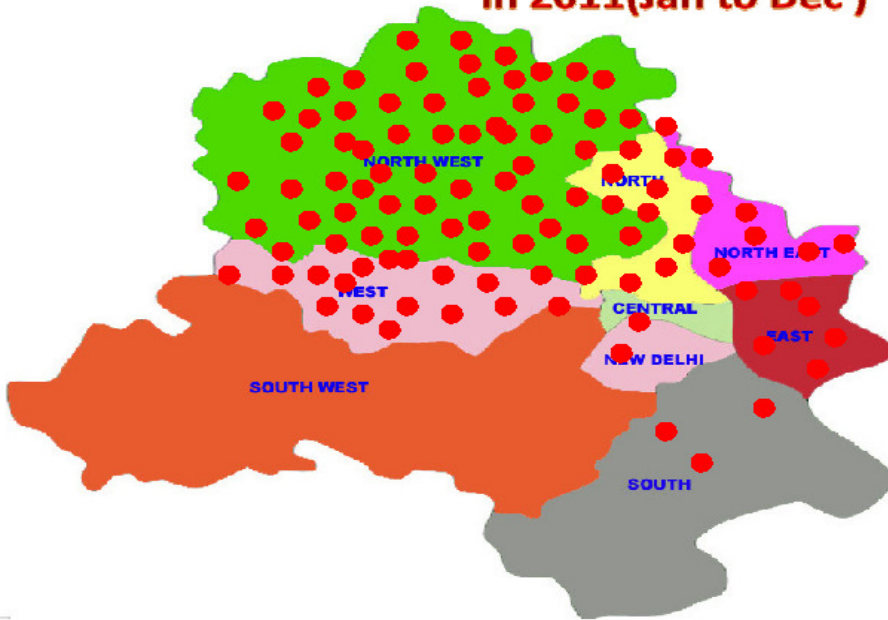 in 2011(Jan to Dec )
NORTH WEST
NORTH
NORTH EAST
WEST
CENTRAL
EAST
NEW DELHI
SOUTH WEST
SOUTH